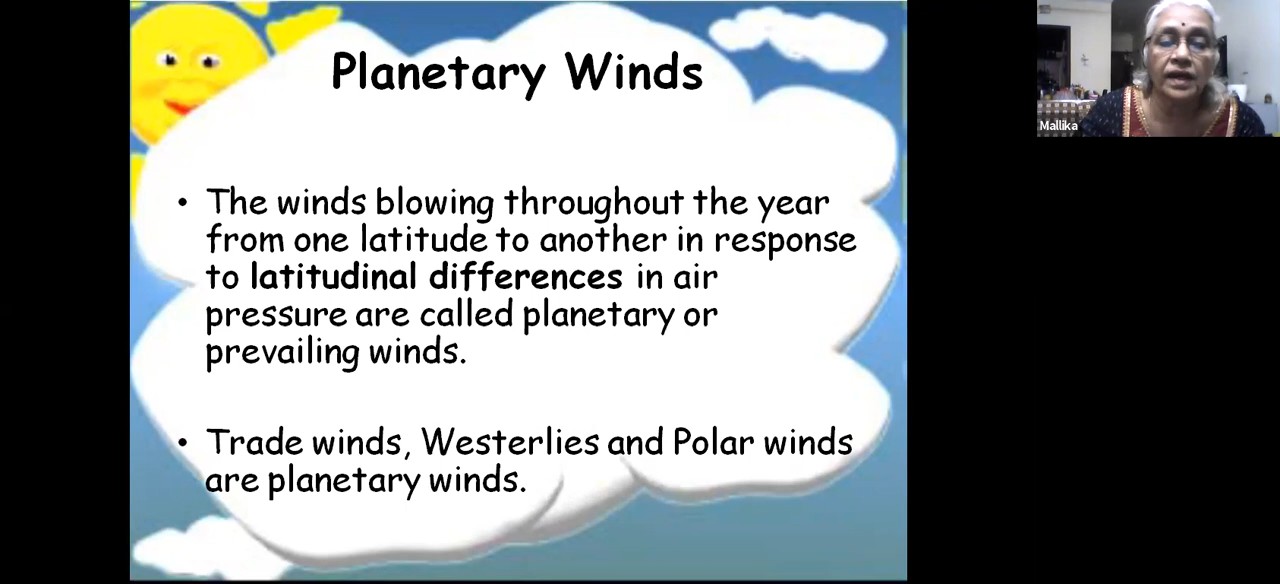 Planetary Winds
• The winds blowing throughout the year
from one latitude to another in response
to latitudinal differences in air
pressure are called planetary or
prevailing winds.
• Trade winds, Westerlies and Polar winds
are planetary winds.
Mallika